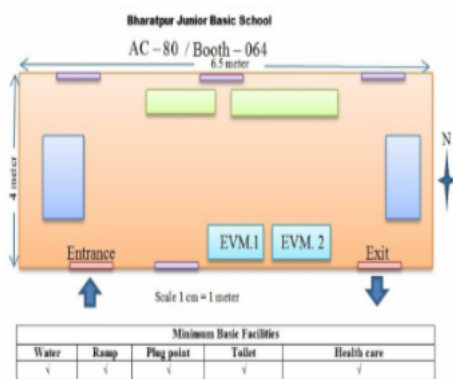 Bharatpur Junior Basic School
AC – 80 / Booth – 064
6.5 meter
4 meter
N
EVM.1 EVM. 2
Entrance Exit
Scale 1 cm = 1 meter
Minimum Basic Facilities
Water Ramp Plug point Toilet Health care
√ √ √ √ √